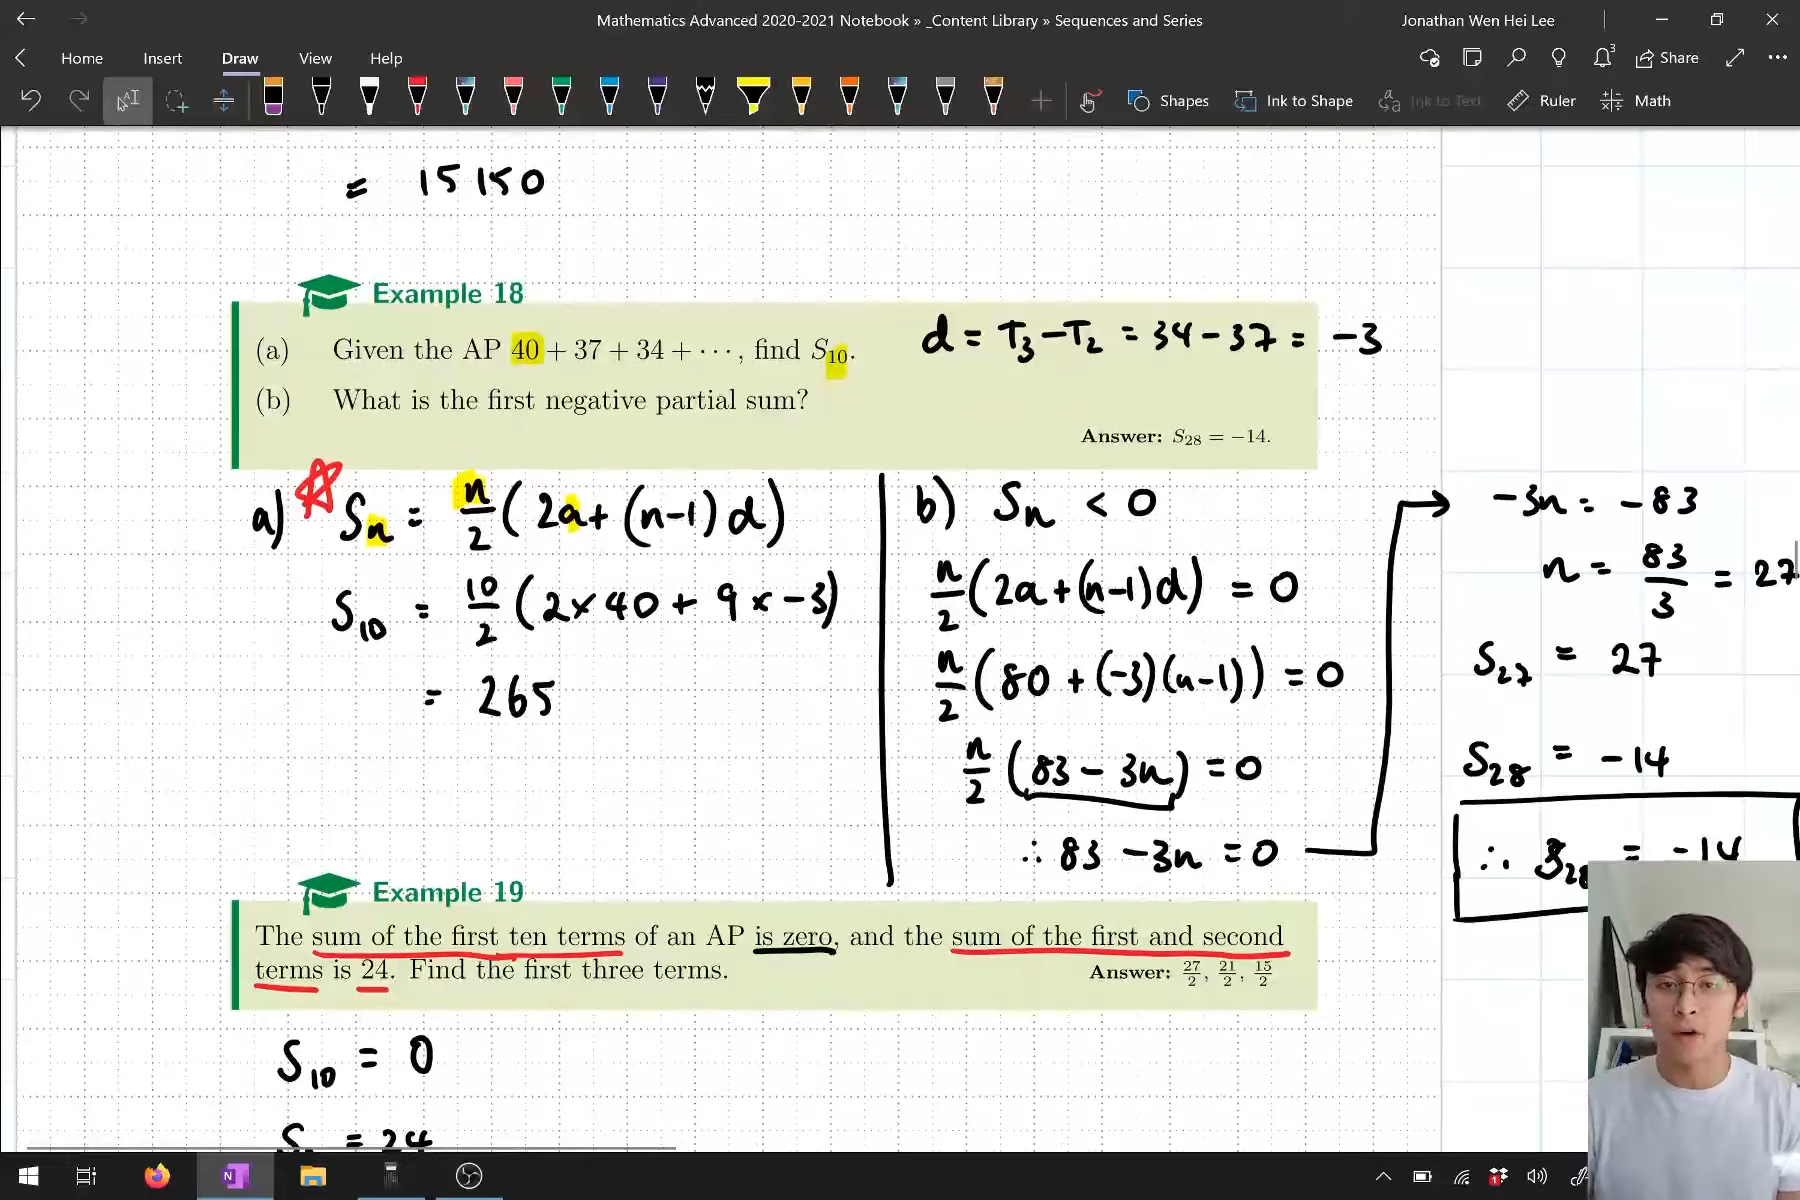 Mathematics Advanced 2020-2021 Notebook » _Content Library » Sequences and Series
Jonathan Wen Hei Lee
Home Insert Draw View Help
3
Share
Shapes
Ink to Shape
Ink to Text
Ruler
Math
= 15 150
Example 18
(a) Given the AP 40 + 37 + 34 + ⋯, find S₁₀.
d = T₃ − T₂ = 34 − 37 = −3
(b) What is the first negative partial sum?
Answer: S₂₈ = −14.
a) Sₙ = n/2 (2a + (n−1)d)
S₁₀ = 10/2 (2×40 + 9×−3)
= 265
b) Sₙ < 0
n/2 (2a + (n−1)d) = 0
n/2 (80 + (−3)(n−1)) = 0
n/2 (83 − 3n) = 0
∴ 83 − 3n = 0
−3n = −83
n = 83/3 = 27
S₂₇ = 27
S₂₈ = −14
∴ S₂₈ = −14
Example 19
The sum of the first ten terms of an AP is zero, and the sum of the first and second
terms is 24. Find the first three terms.
Answer: 27/2, 21/2, 15/2
S₁₀ = 0
S = 24